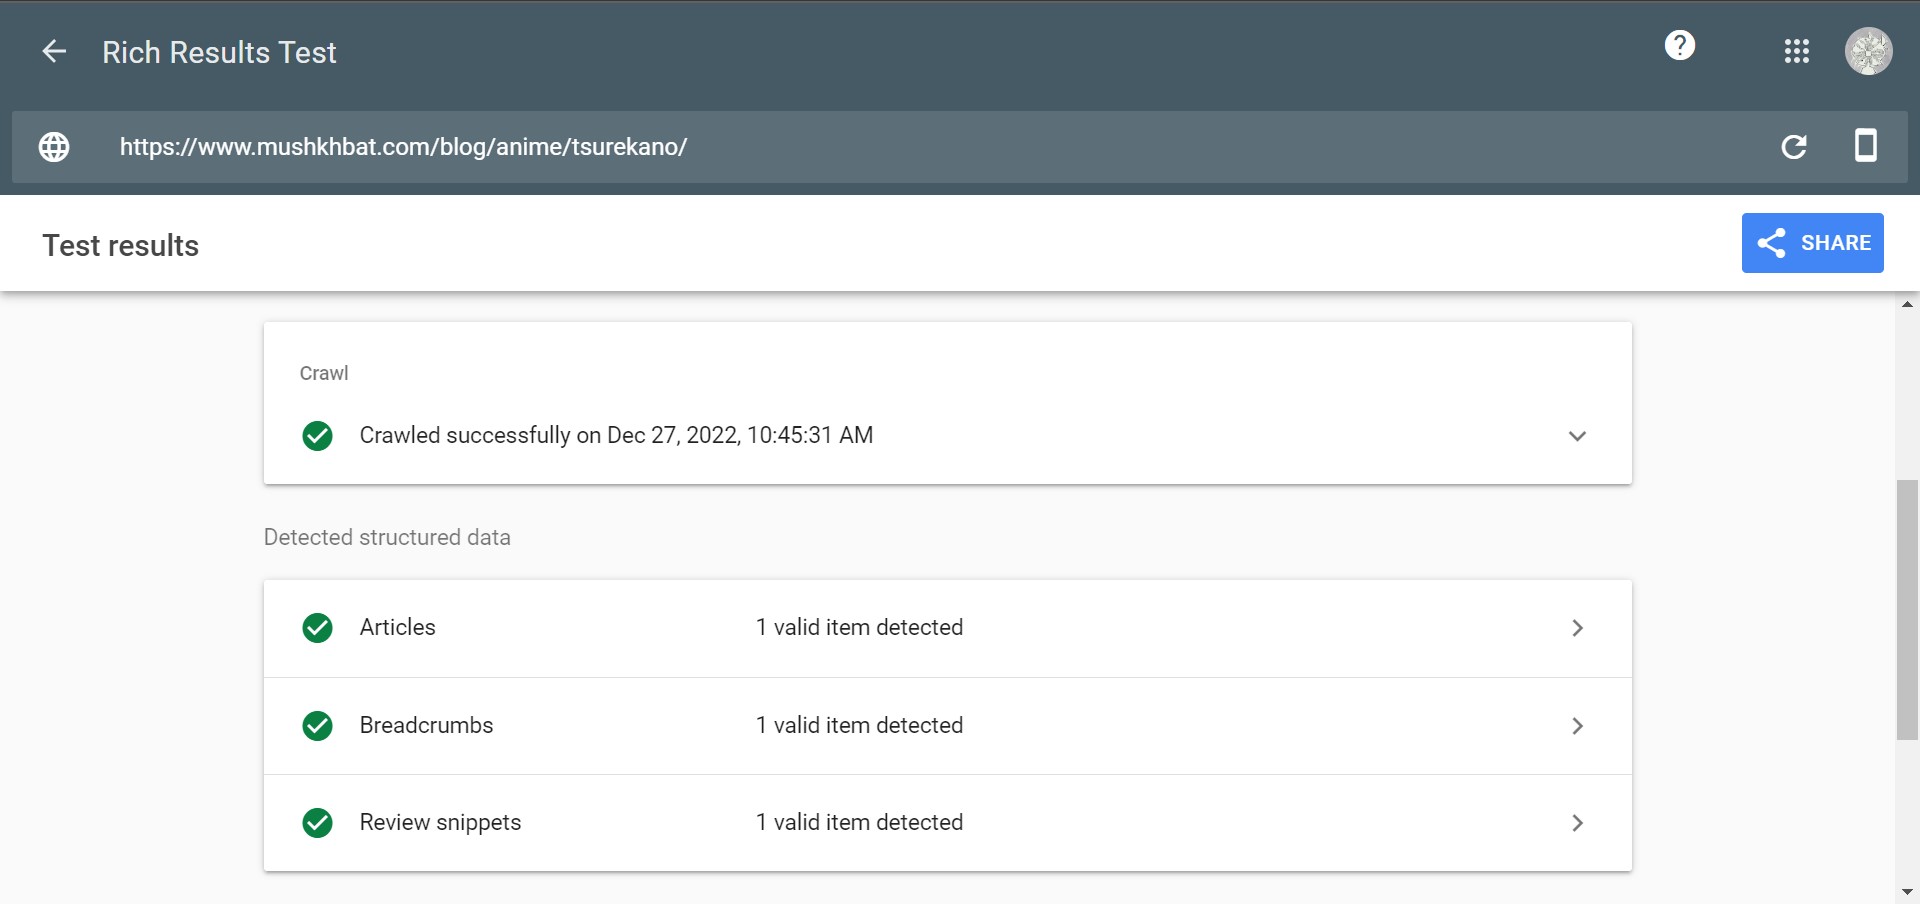 Rich Results Test
?
https://www.mushkhbat.com/blog/anime/tsurekano/
Test results
SHARE
Crawl
Crawled successfully on Dec 27, 2022, 10:45:31 AM
Detected structured data
Articles 1 valid item detected
Breadcrumbs 1 valid item detected
Review snippets 1 valid item detected